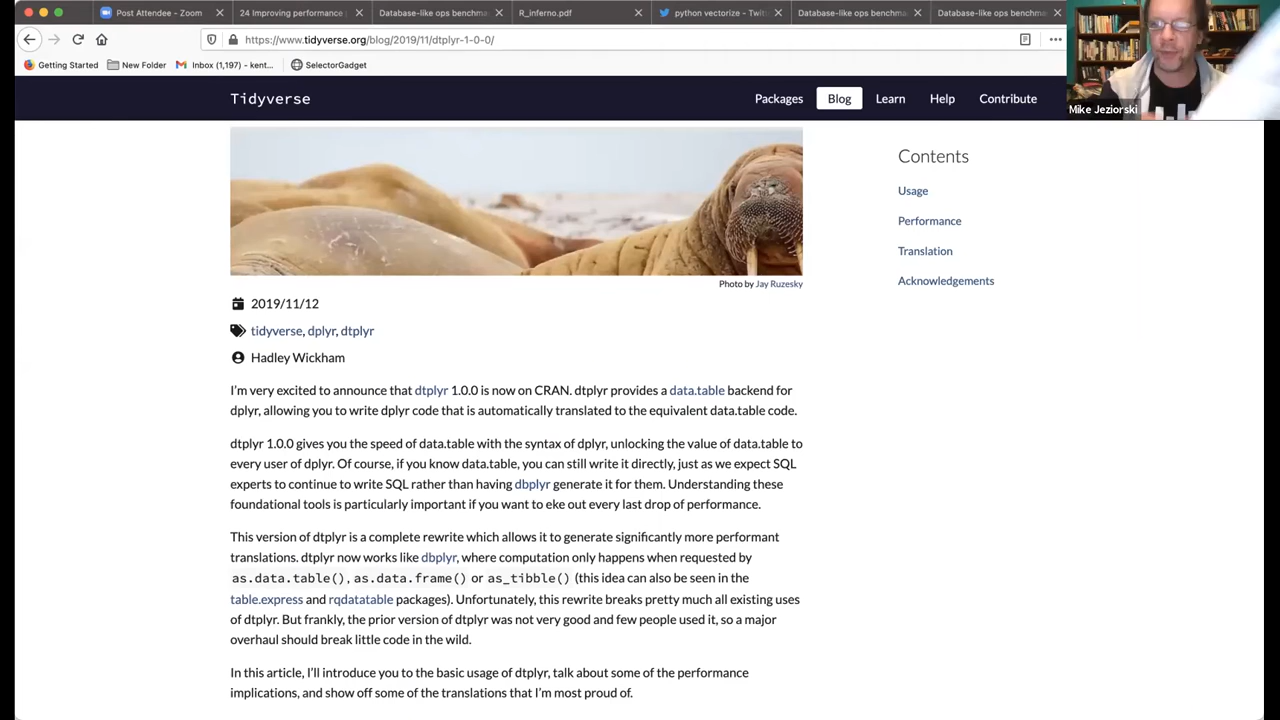 Post Attendee - Zoom
24 Improving performance
Database-like ops benchma
R_inferno.pdf
python vectorize - Twit
Database-like ops benchma
Database-like ops benchma
https://www.tidyverse.org/blog/2019/11/dtplyr-1-0-0/
Getting Started
New Folder
Inbox (1,197) - kent...
SelectorGadget
Mike Jeziorski
Tidyverse
Packages
Blog
Learn
Help
Contribute
Photo by Jay Ruzesky
2019/11/12
tidyverse, dplyr, dtplyr
Hadley Wickham
I'm very excited to announce that dtplyr 1.0.0 is now on CRAN. dtplyr provides a data.table backend for
dplyr, allowing you to write dplyr code that is automatically translated to the equivalent data.table code.
dtplyr 1.0.0 gives you the speed of data.table with the syntax of dplyr, unlocking the value of data.table to
every user of dplyr. Of course, if you know data.table, you can still write it directly, just as we expect SQL
experts to continue to write SQL rather than having dbplyr generate it for them. Understanding these
foundational tools is particularly important if you want to eke out every last drop of performance.
This version of dtplyr is a complete rewrite which allows it to generate significantly more performant
translations. dtplyr now works like dbplyr, where computation only happens when requested by
as.data.table(), as.data.frame() or as_tibble() (this idea can also be seen in the
table.express and rqdatatable packages). Unfortunately, this rewrite breaks pretty much all existing uses
of dtplyr. But frankly, the prior version of dtplyr was not very good and few people used it, so a major
overhaul should break little code in the wild.
In this article, I'll introduce you to the basic usage of dtplyr, talk about some of the performance
implications, and show off some of the translations that I'm most proud of.
Contents
Usage
Performance
Translation
Acknowledgements